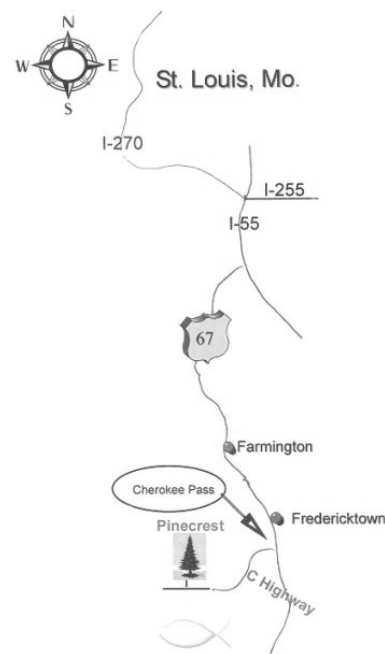 N
W E
S
St. Louis, Mo.
I-270
I-255
I-55
67
Farmington
Cherokee Pass
Fredericktown
Pinecrest
C Highway